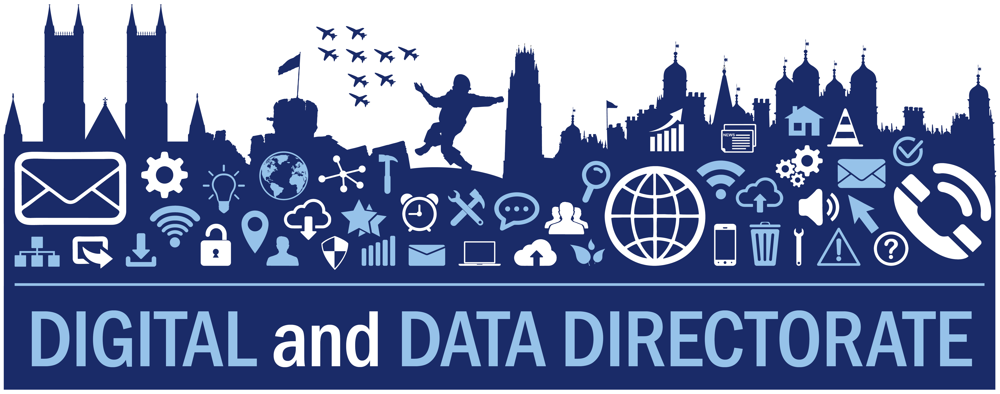 NEWS
DIGITAL and DATA DIRECTORATE